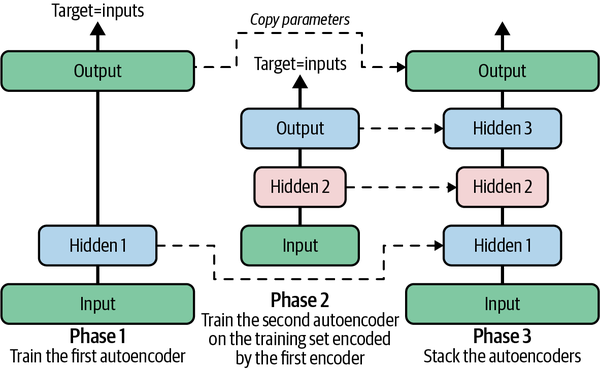 Target=inputs
Copy parameters
Output
Target=inputs
Output
Output
Hidden 3
Hidden 2
Hidden 2
Hidden 1
Input
Hidden 1
Input
Input
Phase 1
Train the first autoencoder
Phase 2
Train the second autoencoder
on the training set encoded
by the first encoder
Phase 3
Stack the autoencoders